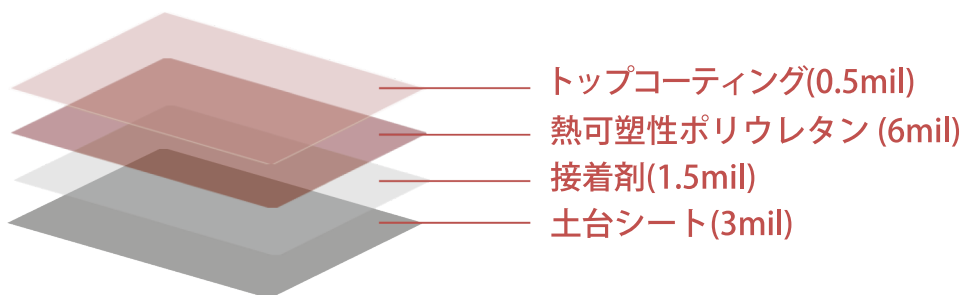 トップコーティング(0.5mil)
熱可塑性ポリウレタン (6mil)
接着剤(1.5mil)
土台シート(3mil)